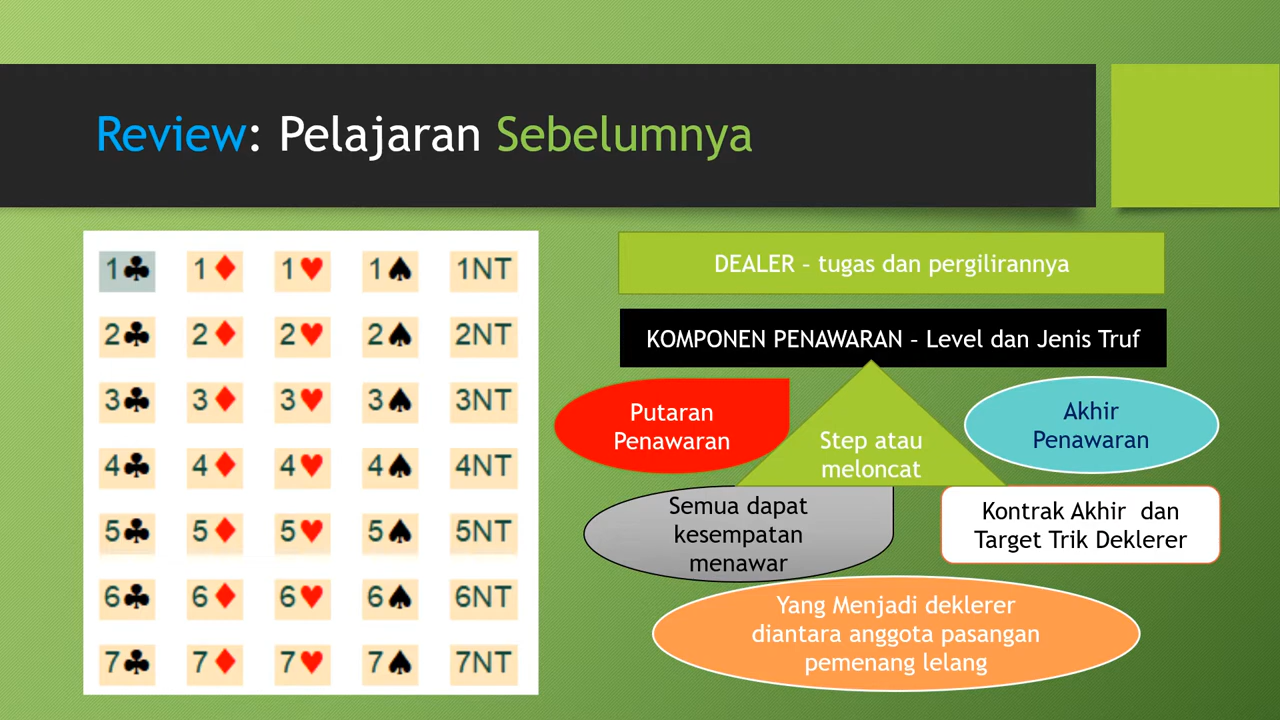 Review: Pelajaran Sebelumnya
1♣ 1♦ 1♥ 1♠ 1NT
2♣ 2♦ 2♥ 2♠ 2NT
3♣ 3♦ 3♥ 3♠ 3NT
4♣ 4♦ 4♥ 4♠ 4NT
5♣ 5♦ 5♥ 5♠ 5NT
6♣ 6♦ 6♥ 6♠ 6NT
7♣ 7♦ 7♥ 7♠ 7NT
DEALER – tugas dan pergilirannya
KOMPONEN PENAWARAN – Level dan Jenis Truf
Putaran
Penawaran
Step atau
meloncat
Akhir
Penawaran
Semua dapat
kesempatan
menawar
Kontrak Akhir dan
Target Trik Deklerer
Yang Menjadi deklerer
diantara anggota pasangan
pemenang lelang